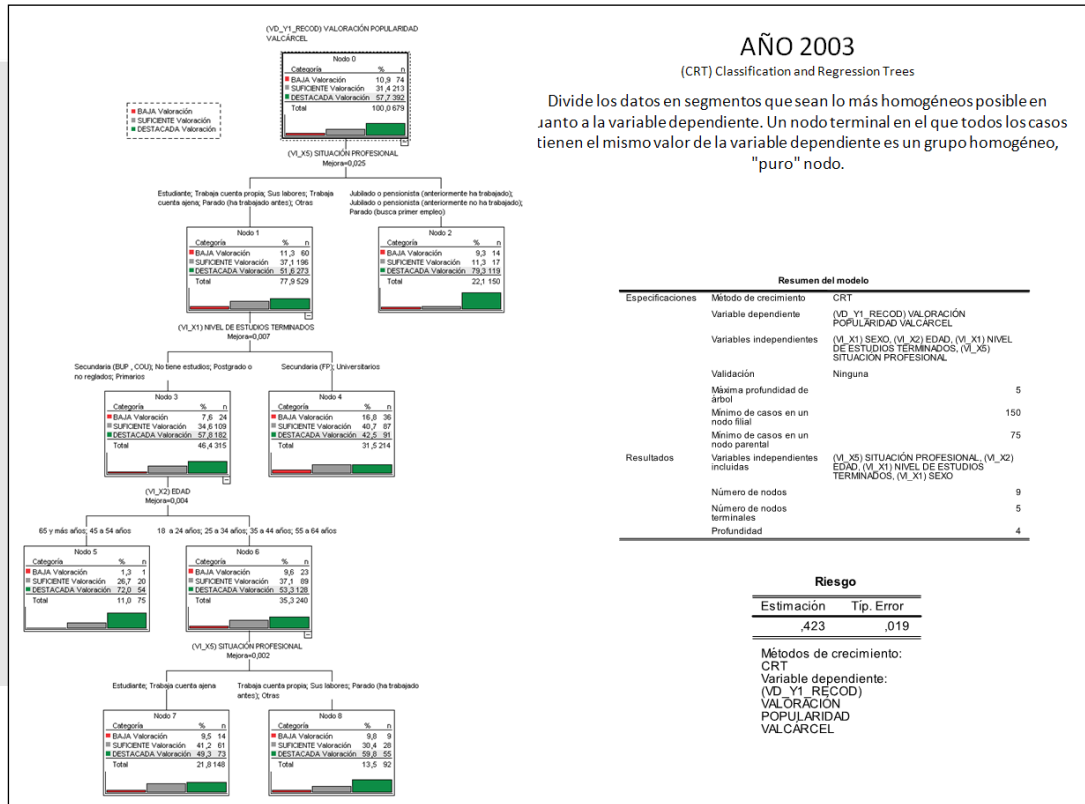 (VD_Y1_RECOD) VALORACIÓN POPULARIDAD
VALCÁRCEL
Nodo 0
Categoría % n
BAJA Valoración 10,9 74
SUFICIENTE Valoración 31,4 213
DESTACADA Valoración 57,7 392
Total 100,0 679
BAJA Valoración
SUFICIENTE Valoración
DESTACADA Valoración
(VI_X5) SITUACIÓN PROFESIONAL
Mejora=0,025
Estudiante; Trabaja cuenta propia; Sus labores; Trabaja
cuenta ajena; Parado (ha trabajado antes); Otras
Jubilado o pensionista (anteriormente ha trabajado);
Jubilado o pensionista (anteriormente no ha trabajado);
Parado (busca primer empleo)
Nodo 1
Categoría % n
BAJA Valoración 11,3 60
SUFICIENTE Valoración 37,1 196
DESTACADA Valoración 51,6 273
Total 77,9 529
Nodo 2
Categoría % n
BAJA Valoración 9,3 14
SUFICIENTE Valoración 11,3 17
DESTACADA Valoración 79,3 119
Total 22,1 150
(VI_X1) NIVEL DE ESTUDIOS TERMINADOS
Mejora=0,007
Secundaria (BUP , COU); No tiene estudios; Postgrado o
no reglados; Primarios
Secundaria (FP); Universitarios
Nodo 3
Categoría % n
BAJA Valoración 7,6 24
SUFICIENTE Valoración 34,6 109
DESTACADA Valoración 57,8 182
Total 46,4 315
Nodo 4
Categoría % n
BAJA Valoración 16,8 36
SUFICIENTE Valoración 40,7 87
DESTACADA Valoración 42,5 91
Total 31,5 214
(VI_X2) EDAD
Mejora=0,004
65 y más años; 45 a 54 años
18 a 24 años; 25 a 34 años; 35 a 44 años; 55 a 64 años
Nodo 5
Categoría % n
BAJA Valoración 1,3 1
SUFICIENTE Valoración 26,7 20
DESTACADA Valoración 72,0 54
Total 11,0 75
Nodo 6
Categoría % n
BAJA Valoración 9,6 23
SUFICIENTE Valoración 37,1 89
DESTACADA Valoración 53,3 128
Total 35,3 240
(VI_X5) SITUACIÓN PROFESIONAL
Mejora=0,002
Estudiante; Trabaja cuenta ajena
Trabaja cuenta propia; Sus labores; Parado (ha trabajado
antes); Otras
Nodo 7
Categoría % n
BAJA Valoración 9,5 14
SUFICIENTE Valoración 41,2 61
DESTACADA Valoración 49,3 73
Total 21,8 148
Nodo 8
Categoría % n
BAJA Valoración 9,8 9
SUFICIENTE Valoración 30,4 28
DESTACADA Valoración 59,8 55
Total 13,5 92
AÑO 2003
(CRT) Classification and Regression Trees
Divide los datos en segmentos que sean lo más homogéneos posible en
uanto a la variable dependiente. Un nodo terminal en el que todos los casos
tienen el mismo valor de la variable dependiente es un grupo homogéneo,
"puro" nodo.
Resumen del modelo
Especificaciones Método de crecimiento CRT
Variable dependiente (VD_Y1_RECOD) VALORACIÓN
POPULARIDAD VALCÁRCEL
Variables independientes (VI_X1) SEXO, (VI_X2) EDAD, (VI_X1) NIVEL
DE ESTUDIOS TERMINADOS, (VI_X5)
SITUACIÓN PROFESIONAL
Validación Ninguna
Máxima profundidad de
árbol 5
Mínimo de casos en un
nodo filial 150
Mínimo de casos en un
nodo parental 75
Resultados Variables independientes
incluidas (VI_X5) SITUACIÓN PROFESIONAL, (VI_X2)
EDAD, (VI_X1) NIVEL DE ESTUDIOS
TERMINADOS, (VI_X1) SEXO
Número de nodos 9
Número de nodos
terminales 5
Profundidad 4
Riesgo
Estimación Típ. Error
,423 ,019
Métodos de crecimiento:
CRT
Variable dependiente:
(VD_Y1_RECOD)
VALORACIÓN
POPULARIDAD
VALCÁRCEL